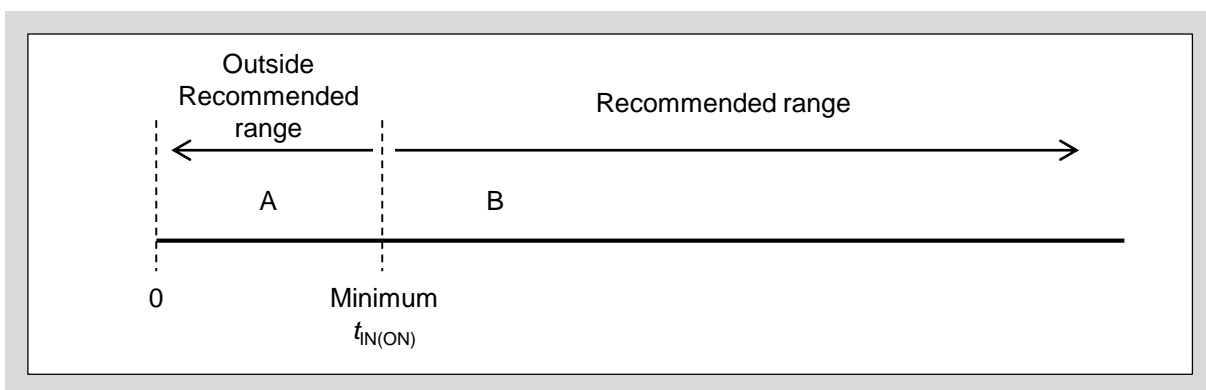 Outside
Recommended
range
Recommended range
A
B
0
Minimum
tIN(ON)